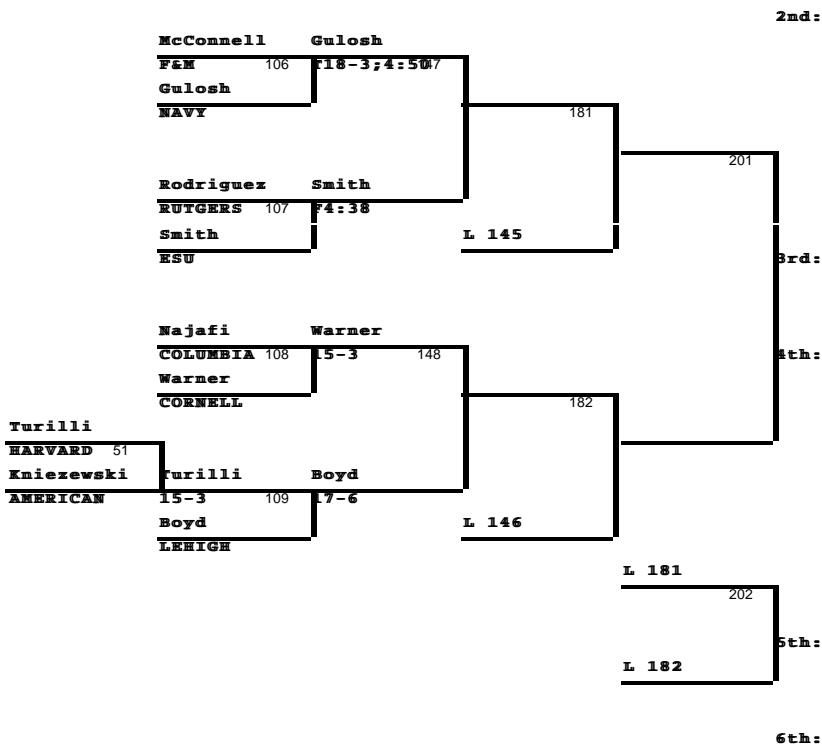 2nd:
McConnell Gulosh
F&M 106 T18-3;4:50 147
Gulosh
NAVY 181
201
Rodriguez Smith
RUTGERS 107 F4:38
Smith L 145
ESU 3rd:
Najafi Warner
COLUMBIA 108 15-3 148 4th:
Warner
CORNELL 182
Turilli
HARVARD 51
Kniezewski Turilli Boyd
AMERICAN 15-3 109 17-6
Boyd L 146
LEHIGH
L 181
202
5th:
L 182
6th: